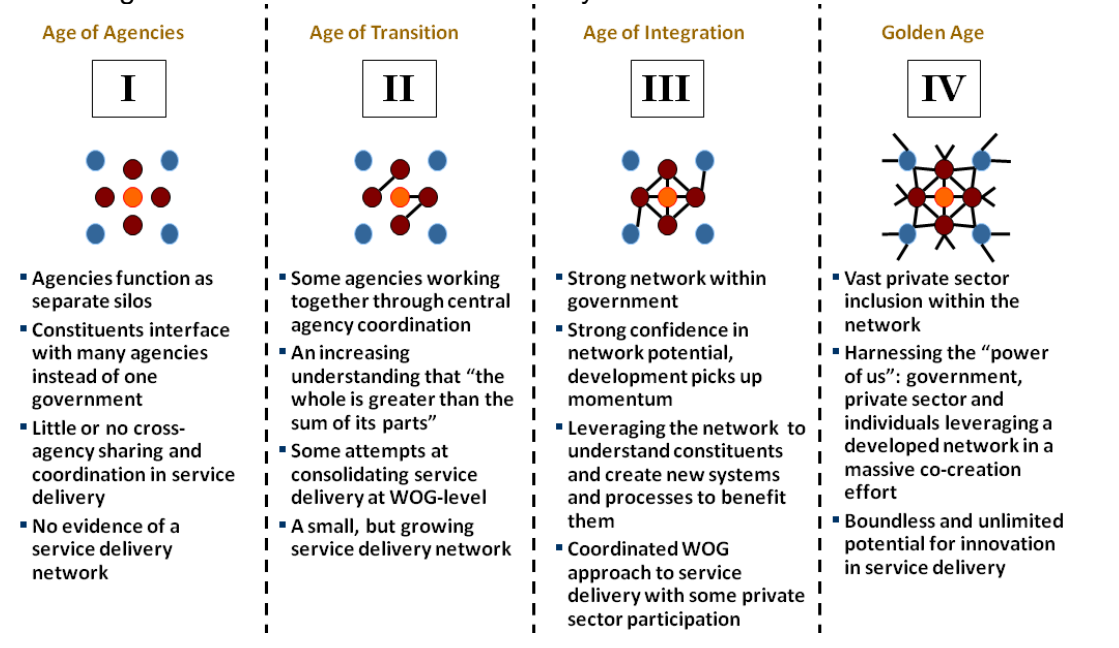 Age of Agencies
I
▪ Agencies function as
separate silos
▪ Constituents interface
with many agencies
instead of one
government
▪ Little or no cross-
agency sharing and
coordination in service
delivery
▪ No evidence of a
service delivery
network
Age of Transition
II
▪ Some agencies working
together through central
agency coordination
▪ An increasing
understanding that “the
whole is greater than the
sum of its parts”
▪ Some attempts at
consolidating service
delivery at WOG-level
▪ A small, but growing
service delivery network
Age of Integration
III
▪ Strong network within
government
▪ Strong confidence in
network potential,
development picks up
momentum
▪ Leveraging the network to
understand constituents
and create new systems
and processes to benefit
them
▪ Coordinated WOG
approach to service
delivery with some private
sector participation
Golden Age
IV
▪ Vast private sector
inclusion within the
network
▪ Harnessing the “power
of us”: government,
private sector and
individuals leveraging a
developed network in a
massive co-creation
effort
▪ Boundless and unlimited
potential for innovation
in service delivery